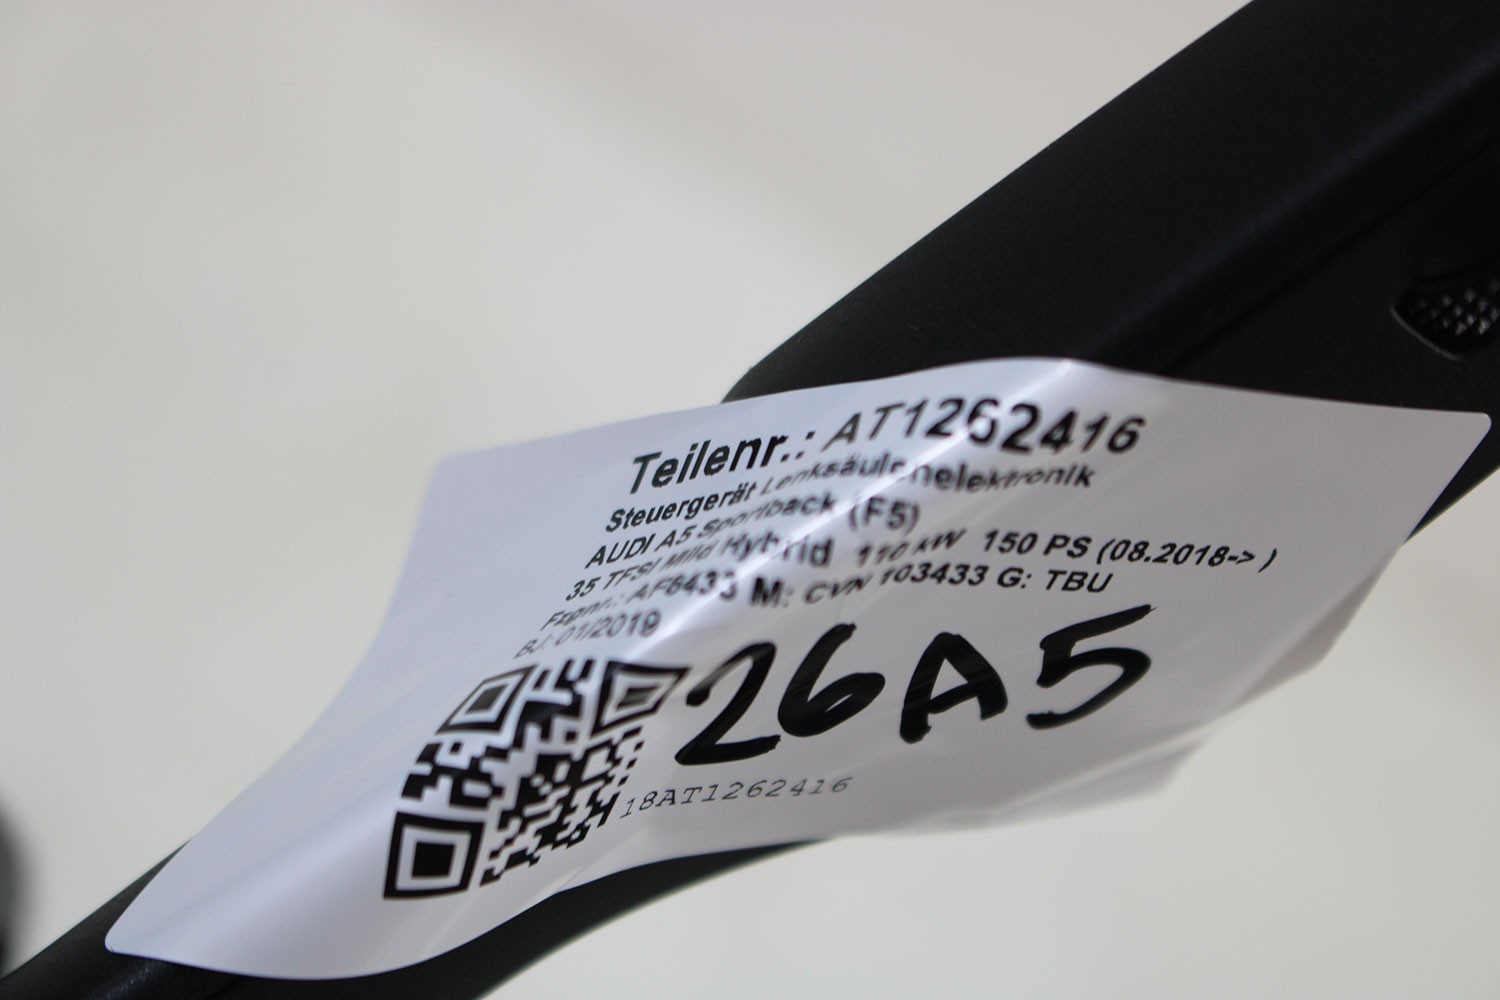 Teilenr.: AT1262416
Steuergerät Lenksäulenelektronik
AUDI A5 Sportback (F5)
35 TFSI Mild Hybrid 110 kW 150 PS (08.2018-> )
Fzgnr.: AF6433 M: CVN 103433 G: TBU
BJ: 01/2019
26A5
18AT1262416